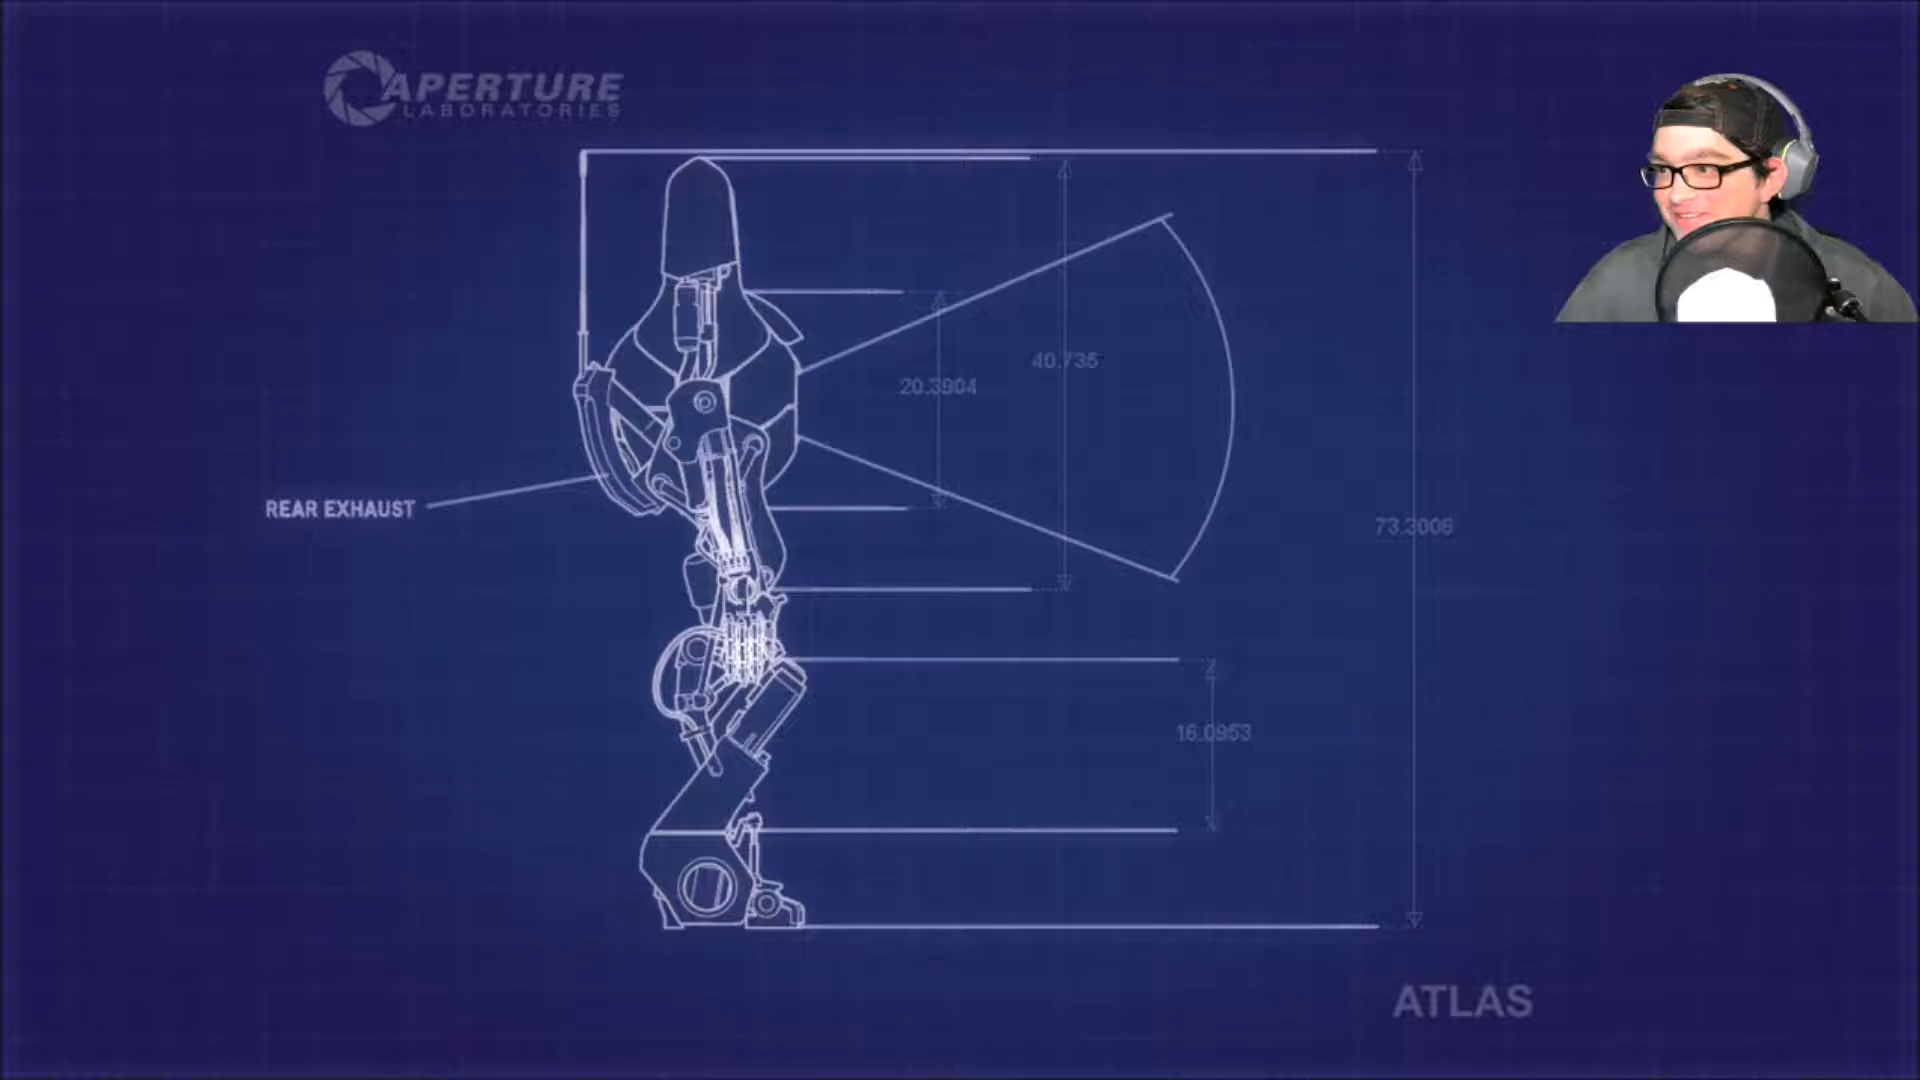 APERTURE
LABORATORIES
40.735
20.3904
REAR EXHAUST
73.3006
16.0953
ATLAS